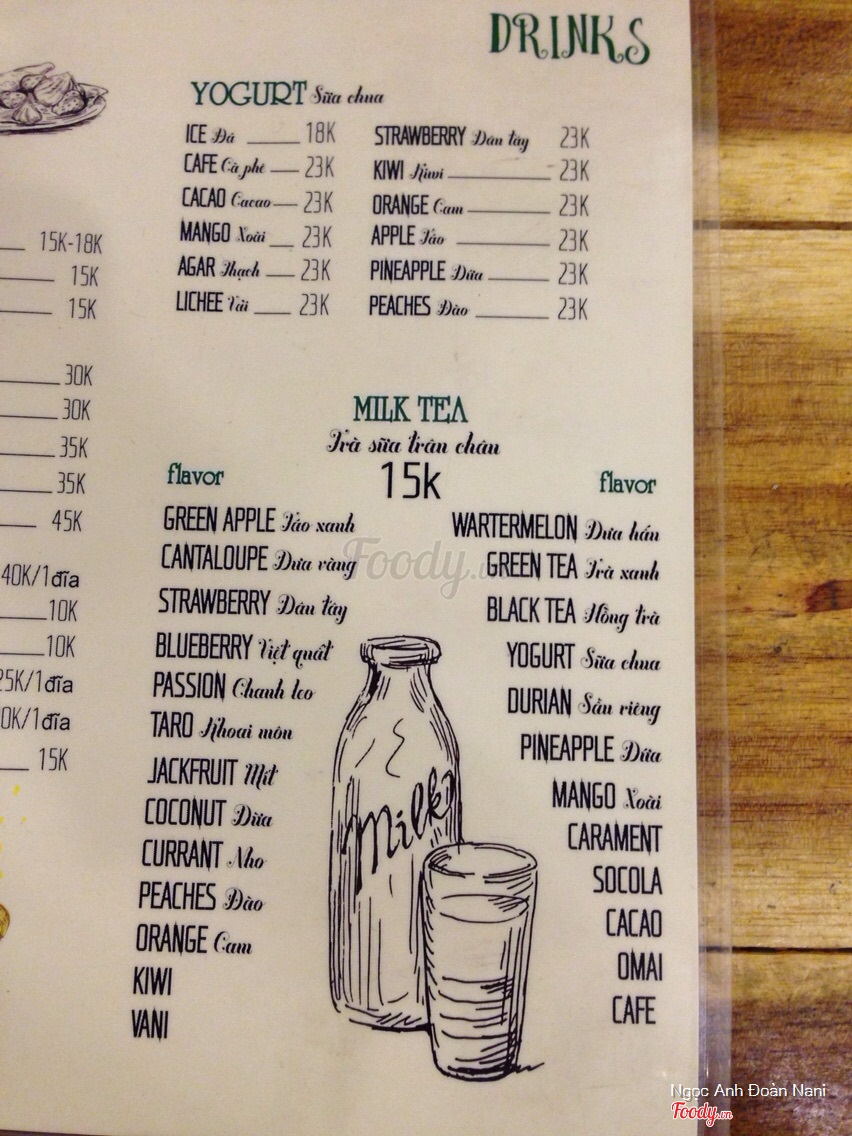 DRINKS
YOGURT Sữa chua
ICE Đá 18K
CAFE Cà phê 23K
CACAO Cacao 23K
MANGO Xoài 23K
AGAR Thạch 23K
LICHEE Vải 23K
STRAWBERRY Dâu tây 23K
KIWI Kiwi 23K
ORANGE Cam 23K
APPLE Táo 23K
PINEAPPLE Dứa 23K
PEACHES Đào 23K
15K-18K
15K
15K
30K
30K
35K
35K
45K
40K/1đĩa
10K
10K
25K/1đĩa
0K/1đĩa
15K
MILK TEA
Trà sữa trân châu
15k
flavor
GREEN APPLE Táo xanh
CANTALOUPE Dưa vàng
STRAWBERRY Dâu tây
BLUEBERRY Việt quất
PASSION Chanh leo
TARO Khoai môn
JACKFRUIT Mít
COCONUT Dừa
CURRANT Nho
PEACHES Đào
ORANGE Cam
KIWI
VANI
flavor
WARTERMELON Dưa hấu
GREEN TEA Trà xanh
BLACK TEA Hồng trà
YOGURT Sữa chua
DURIAN Sầu riêng
PINEAPPLE Dứa
MANGO Xoài
CARAMENT
SOCOLA
CACAO
OMAI
CAFE
Milk
Foody.vn
Ngọc Anh Đoàn Nani
Foody.vn